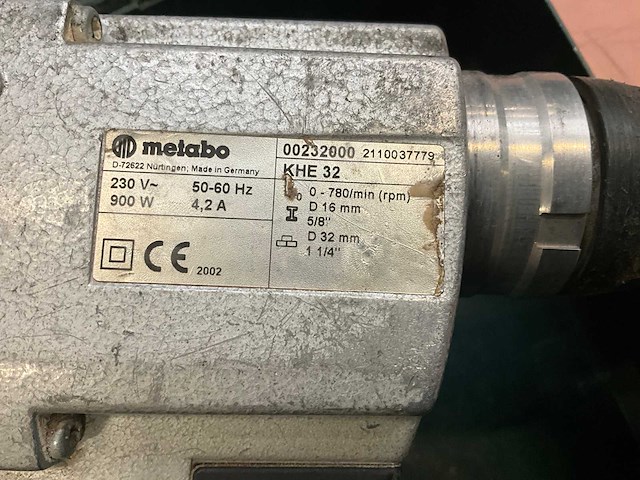 metabo
D-72622 Nürtingen; Made in Germany
230 V~ 50-60 Hz
900 W 4,2 A
CE 2002
00232000 2110037779
KHE 32
0 - 780/min (rpm)
D 16 mm
5/8"
D 32 mm
1 1/4"